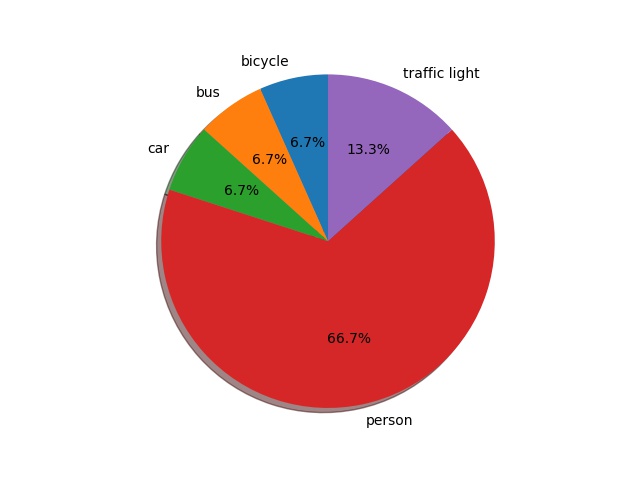 bicycle
traffic light
bus
6.7%
13.3%
car
6.7%
6.7%
66.7%
person